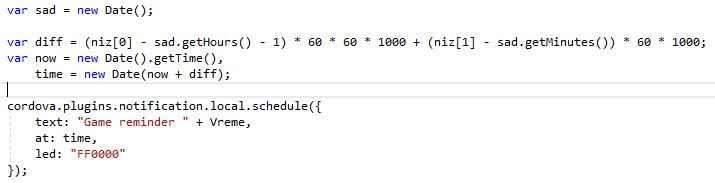 var sad = new Date();
var diff = (niz[0] - sad.getHours() - 1) * 60 * 60 * 1000 + (niz[1] - sad.getMinutes()) * 60 * 1000;
var now = new Date().getTime(),
    time = new Date(now + diff);
cordova.plugins.notification.local.schedule({
    text: "Game reminder " + Vreme,
    at: time,
    led: "FF0000"
});